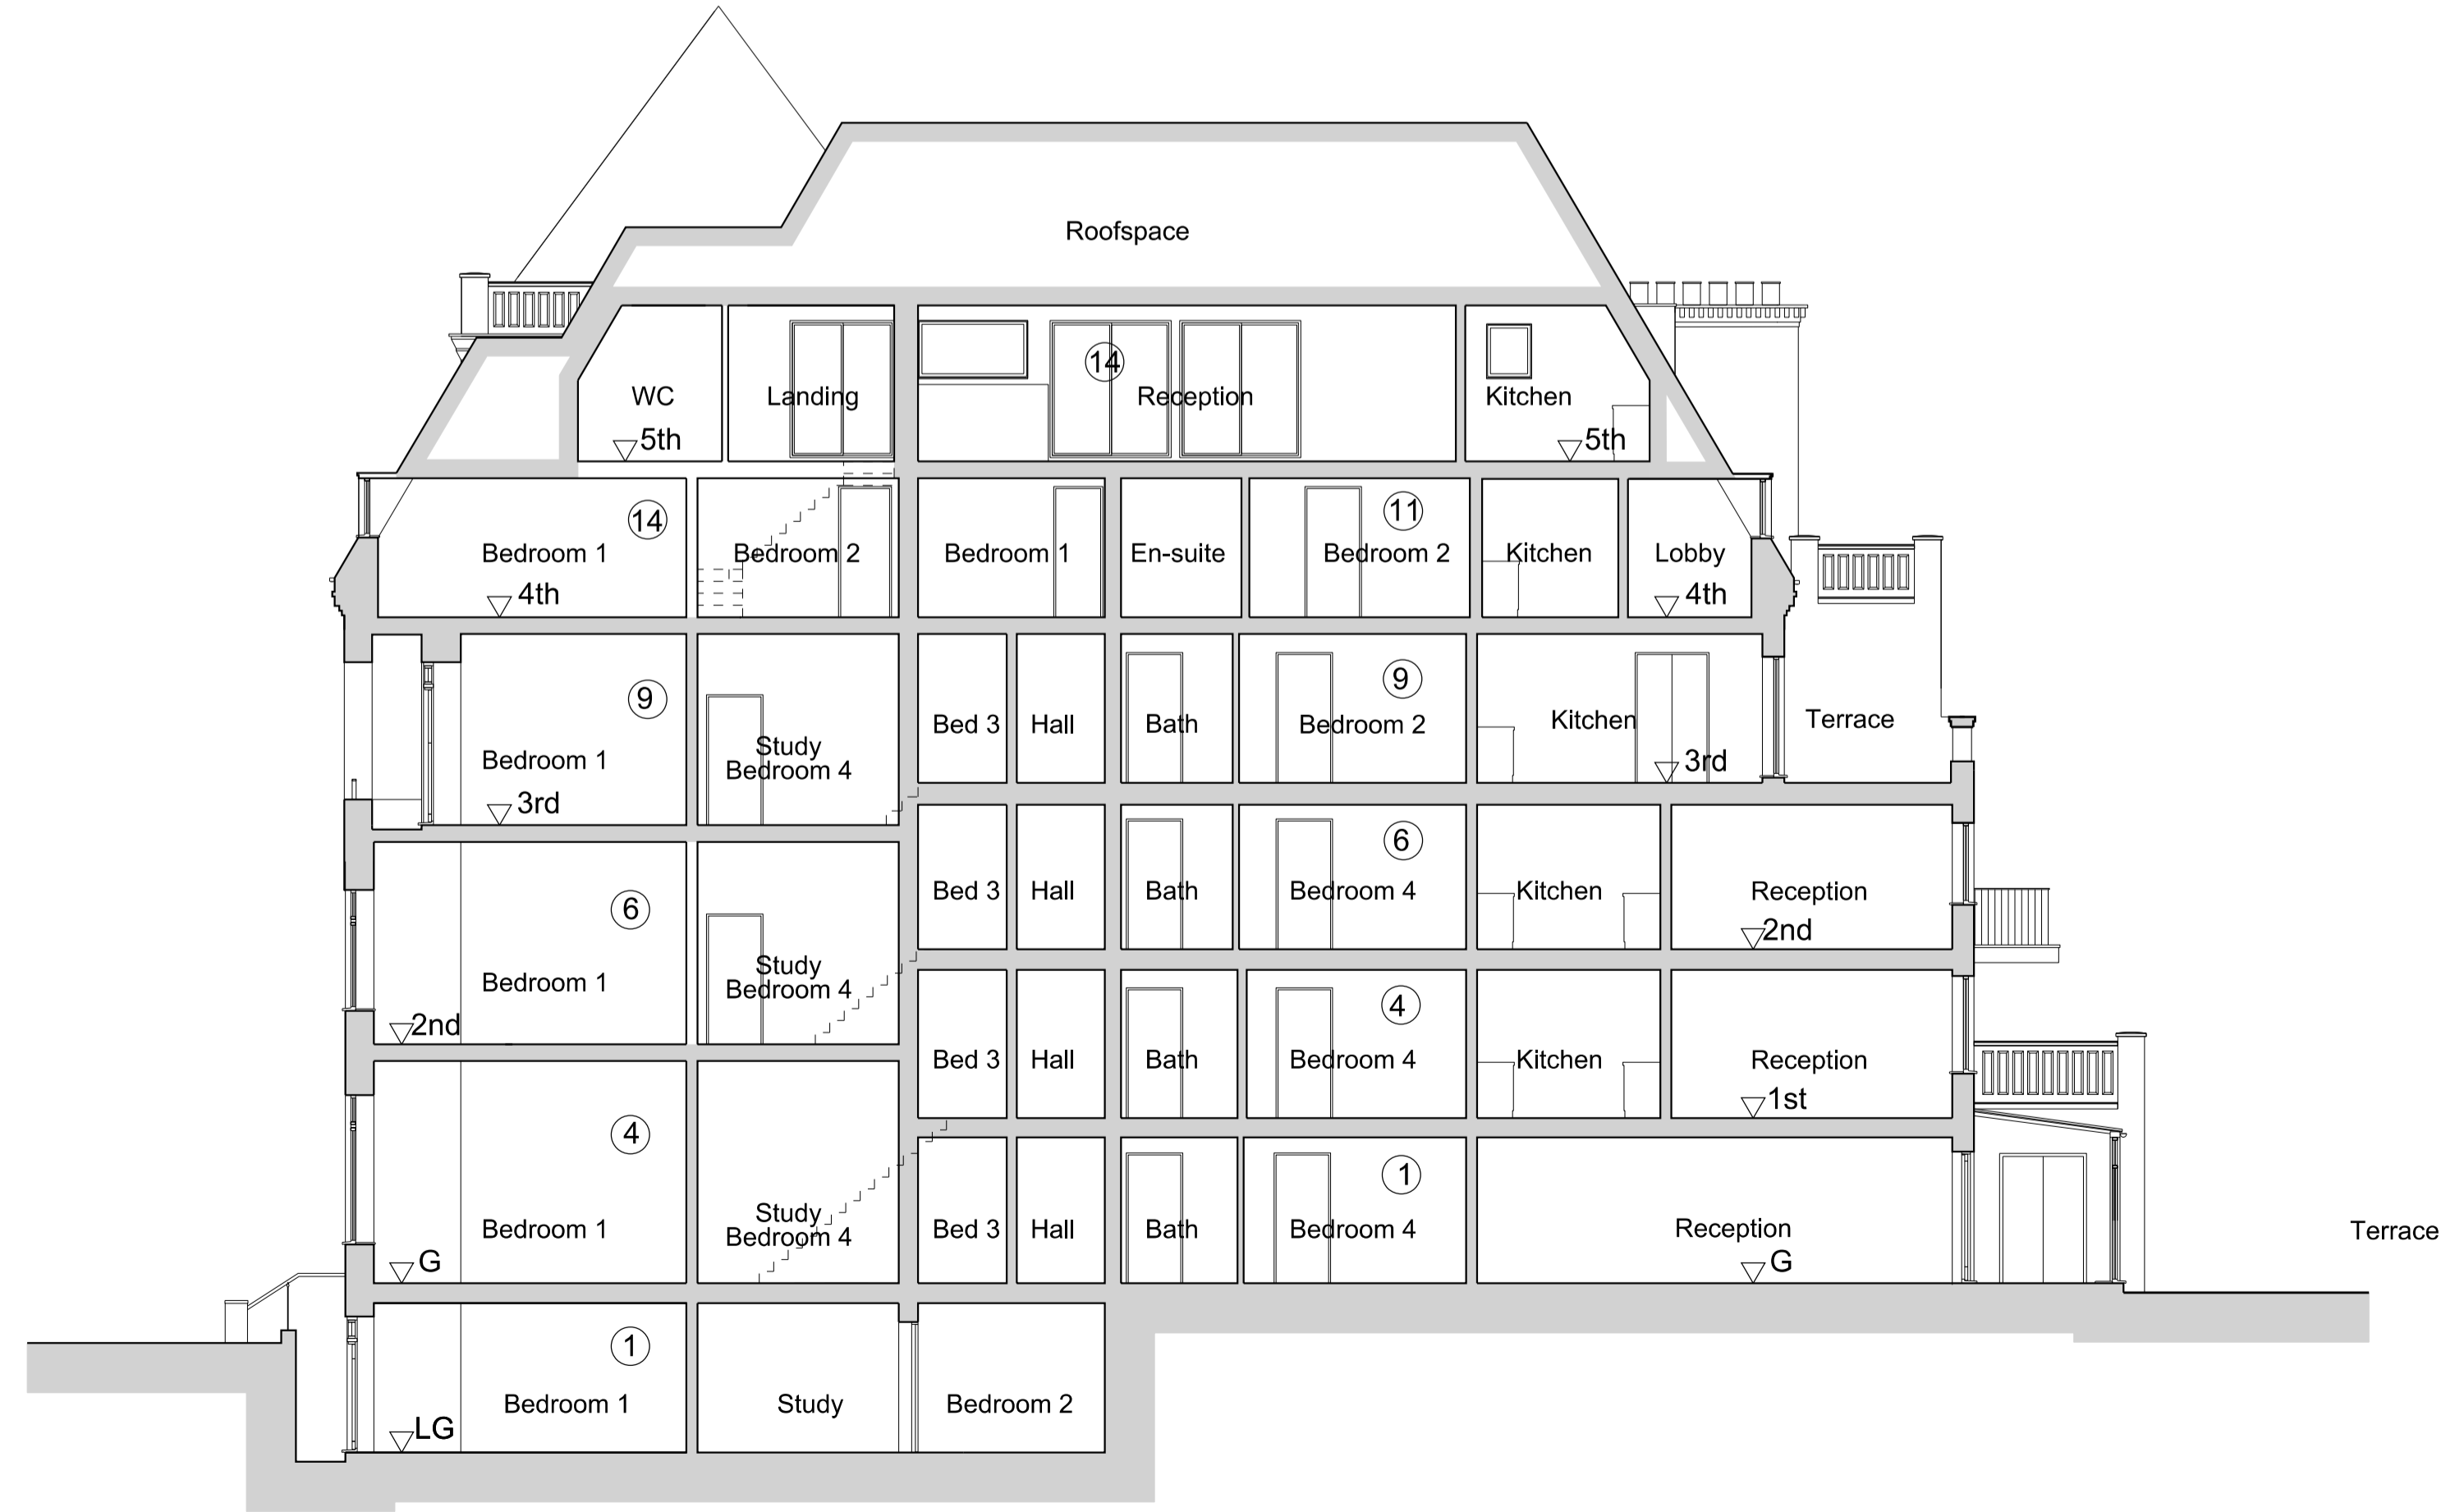 Roofspace
14
WC
Landing
Reception
Kitchen
5th
5th
14
11
Bedroom 1
Bedroom 2
Bedroom 1
En-suite
Bedroom 2
Kitchen
Lobby
4th
4th
9
9
Bed 3
Hall
Bath
Bedroom 2
Kitchen
Terrace
Study
Bedroom 1
Bedroom 4
3rd
3rd
6
6
Bed 3
Hall
Bath
Bedroom 4
Kitchen
Reception
2nd
Study
Bedroom 1
Bedroom 4
2nd
4
4
Bed 3
Hall
Bath
Bedroom 4
Kitchen
Reception
1st
1
Study
Bedroom 1
Bedroom 4
Bed 3
Hall
Bath
Bedroom 4
Reception
Terrace
G
G
1
Bedroom 1
Study
Bedroom 2
LG